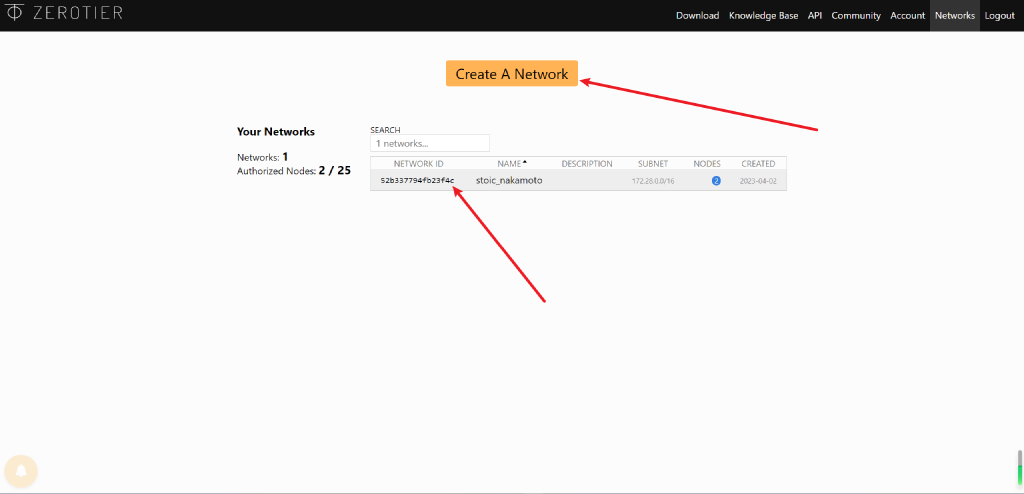 ZEROTIER
Download Knowledge Base API Community Account Networks Logout
Create A Network
Your Networks
Networks: 1
Authorized Nodes: 2 / 25
SEARCH
1 networks...
NETWORK ID NAME DESCRIPTION SUBNET NODES CREATED
52b337794fb23f4c stoic_nakamoto 172.28.0.0/16 2 2023-04-02